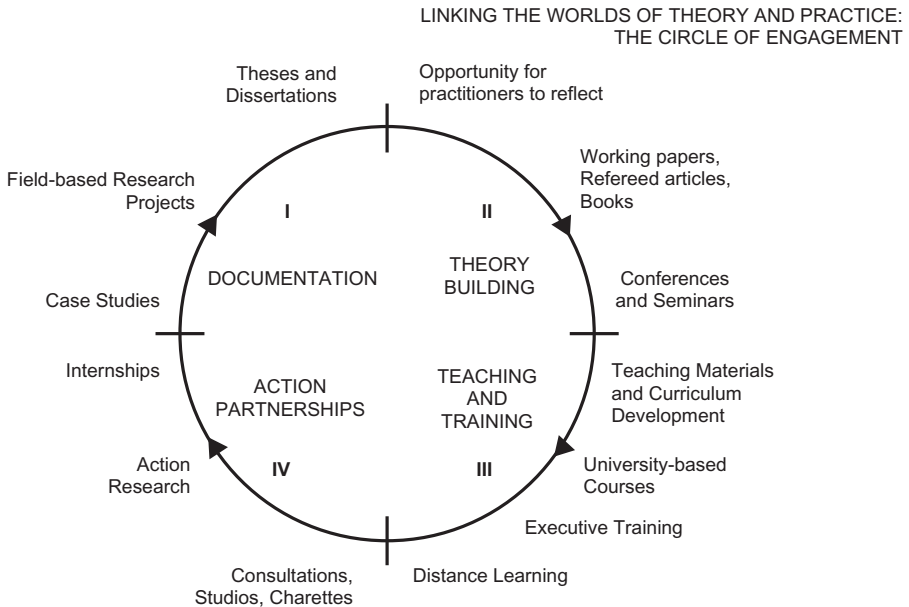 LINKING THE WORLDS OF THEORY AND PRACTICE:
THE CIRCLE OF ENGAGEMENT
Theses and
Dissertations
Opportunity for
practitioners to reflect
Field-based Research
Projects
Working papers,
Refereed articles,
Books
I
II
DOCUMENTATION
THEORY
BUILDING
Case Studies
Conferences
and Seminars
Internships
ACTION
PARTNERSHIPS
TEACHING
AND
TRAINING
Teaching Materials
and Curriculum
Development
Action
Research
IV
III
University-based
Courses
Executive Training
Consultations,
Studios, Charettes
Distance Learning